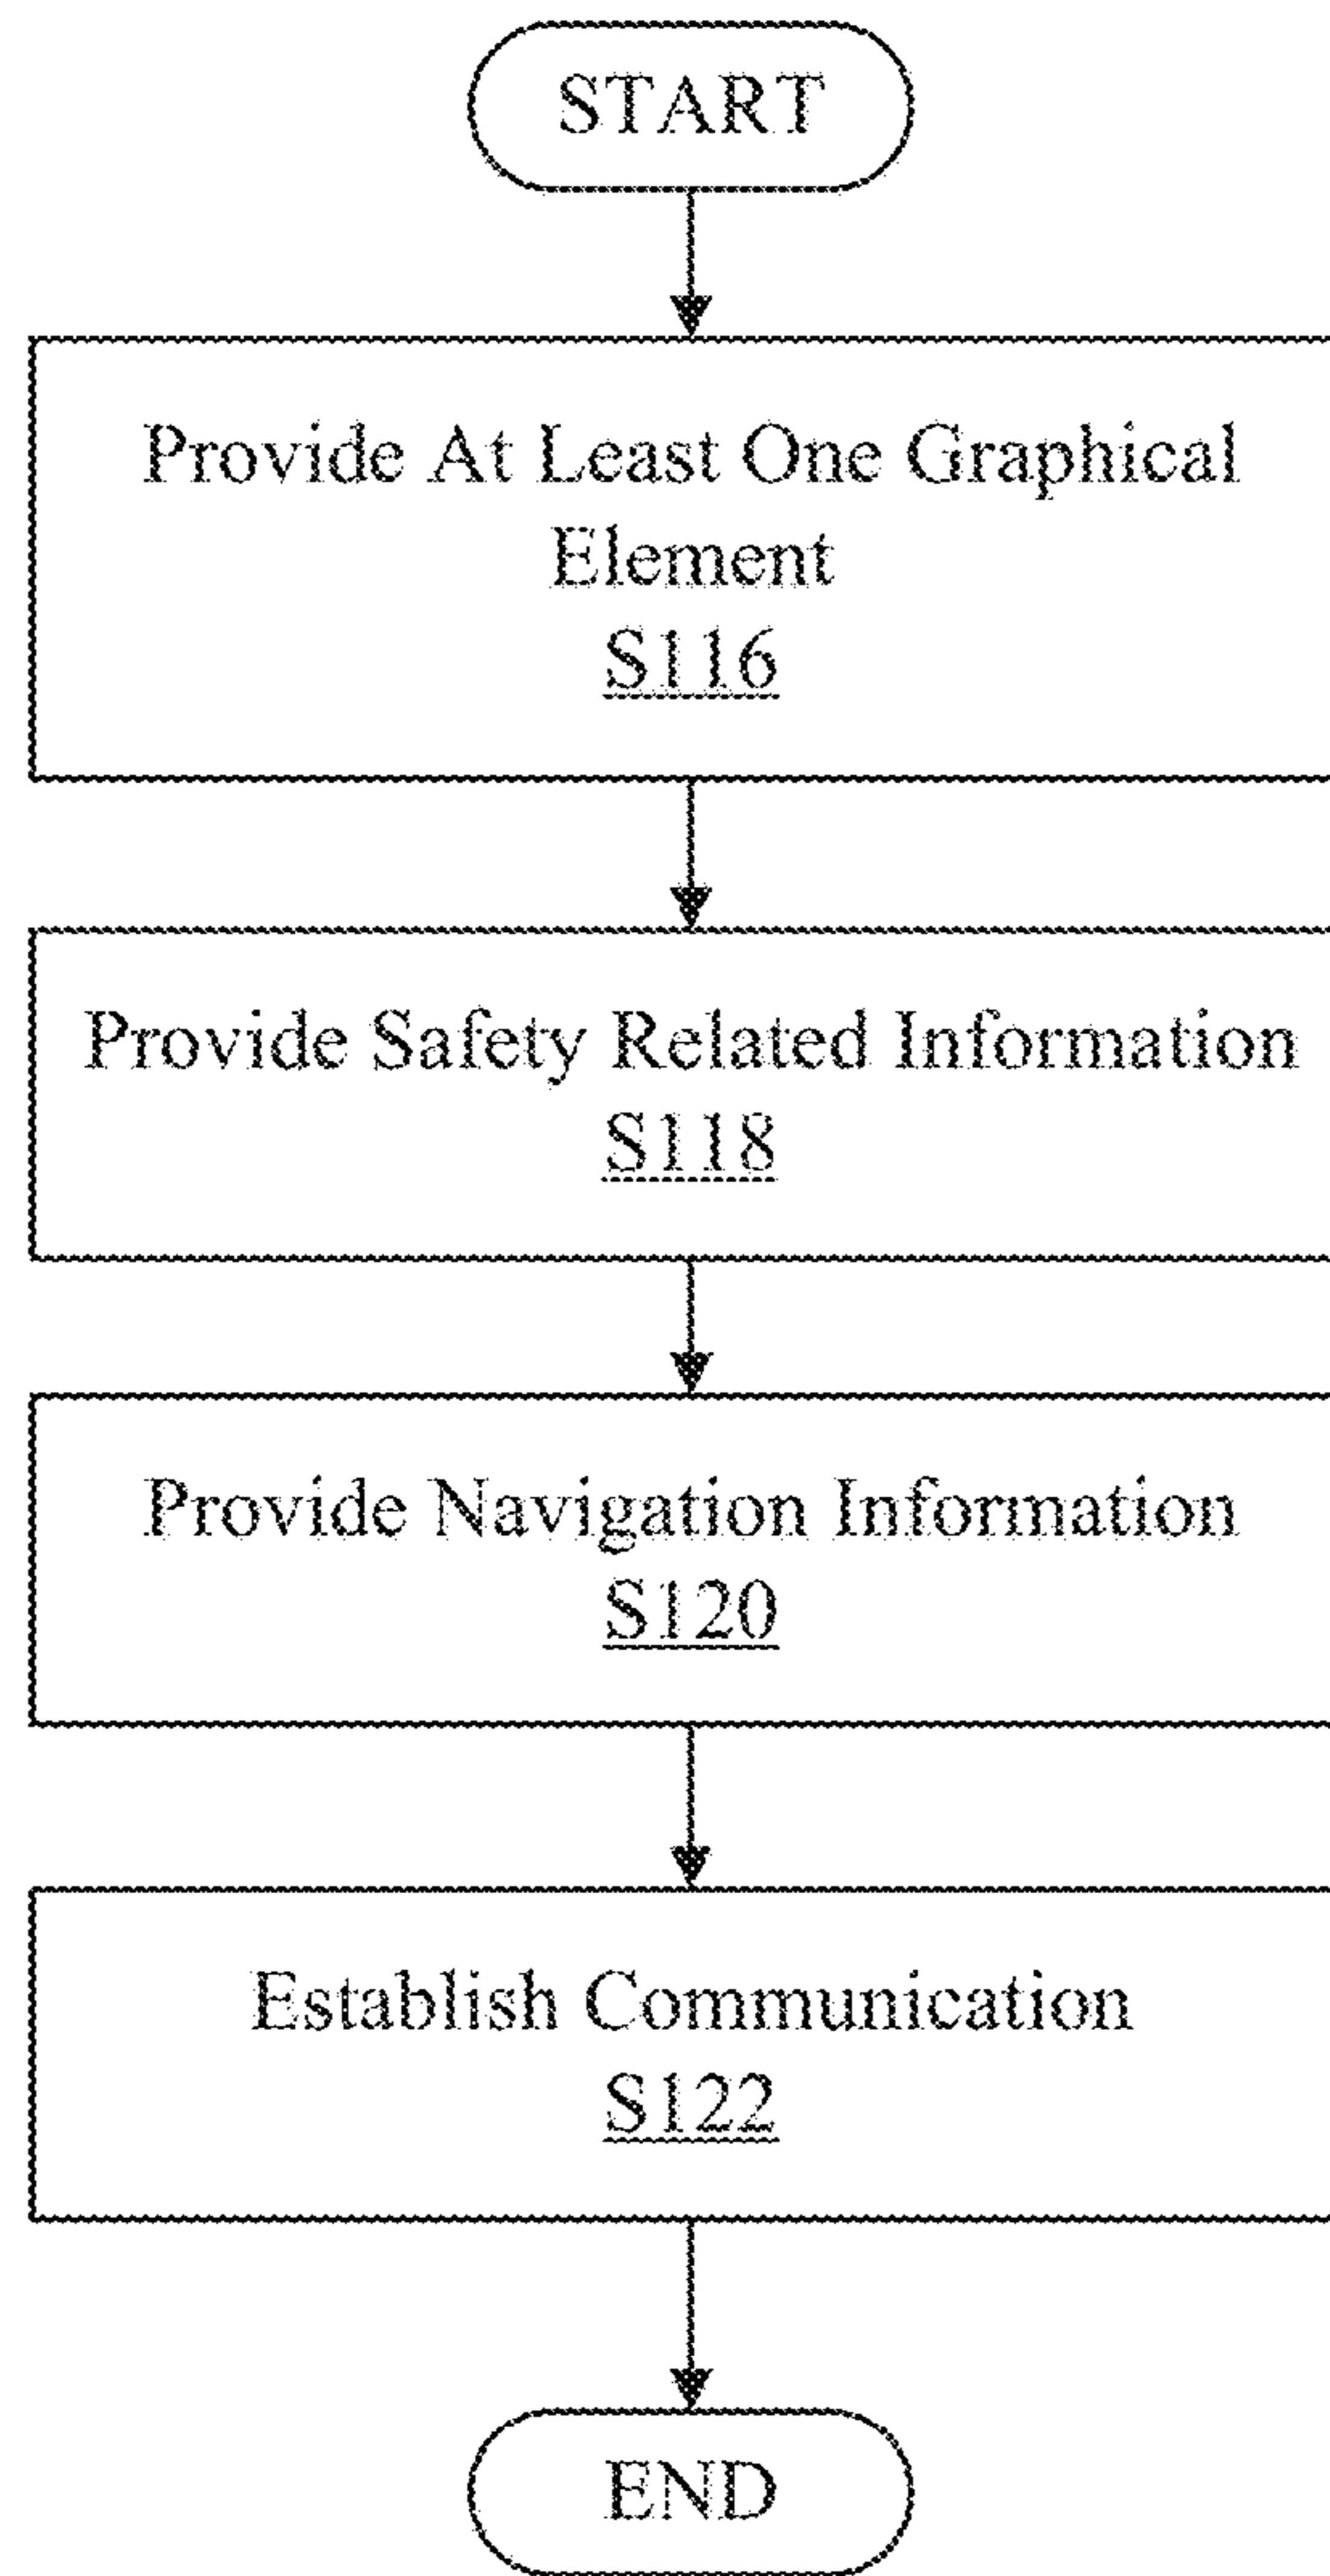 START
Provide At Least One Graphical
Element
S116
Provide Safety Related Information
S118
Provide Navigation Information
S120
Establish Communication
S122
END